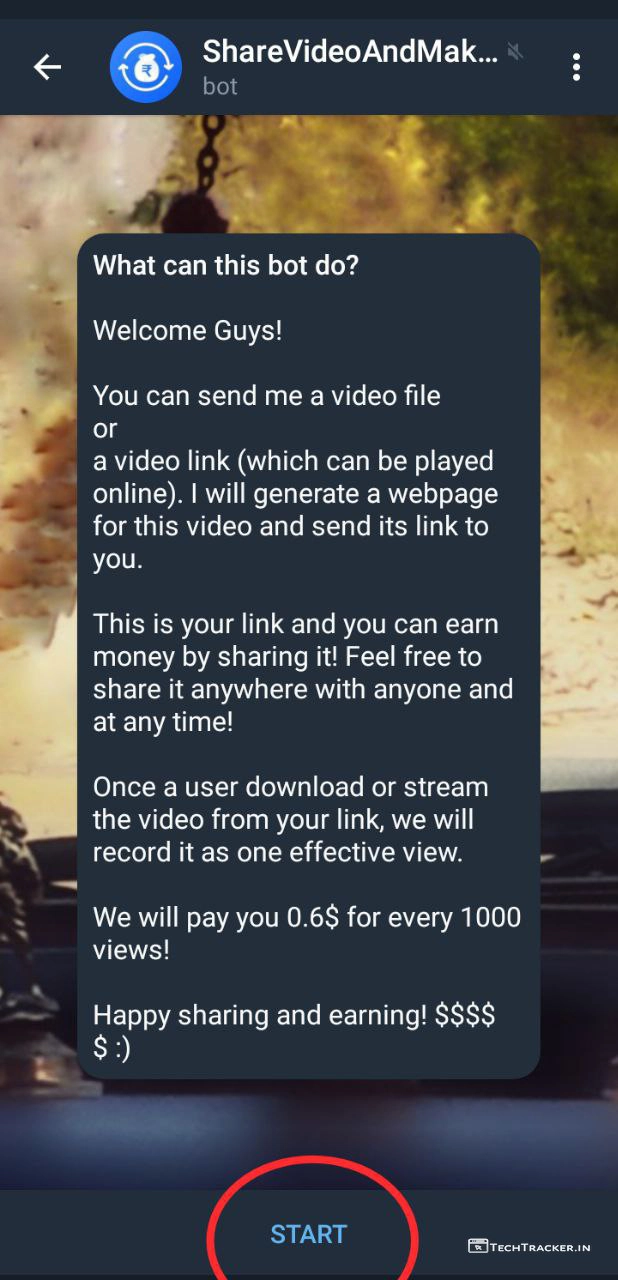 ShareVideoAndMak...
bot
What can this bot do?
Welcome Guys!
You can send me a video file
or
a video link (which can be played
online). I will generate a webpage
for this video and send its link to
you.
This is your link and you can earn
money by sharing it! Feel free to
share it anywhere with anyone and
at any time!
Once a user download or stream
the video from your link, we will
record it as one effective view.
We will pay you 0.6$ for every 1000
views!
Happy sharing and earning! $$$$
$ :)
START
TECHTRACKER.IN